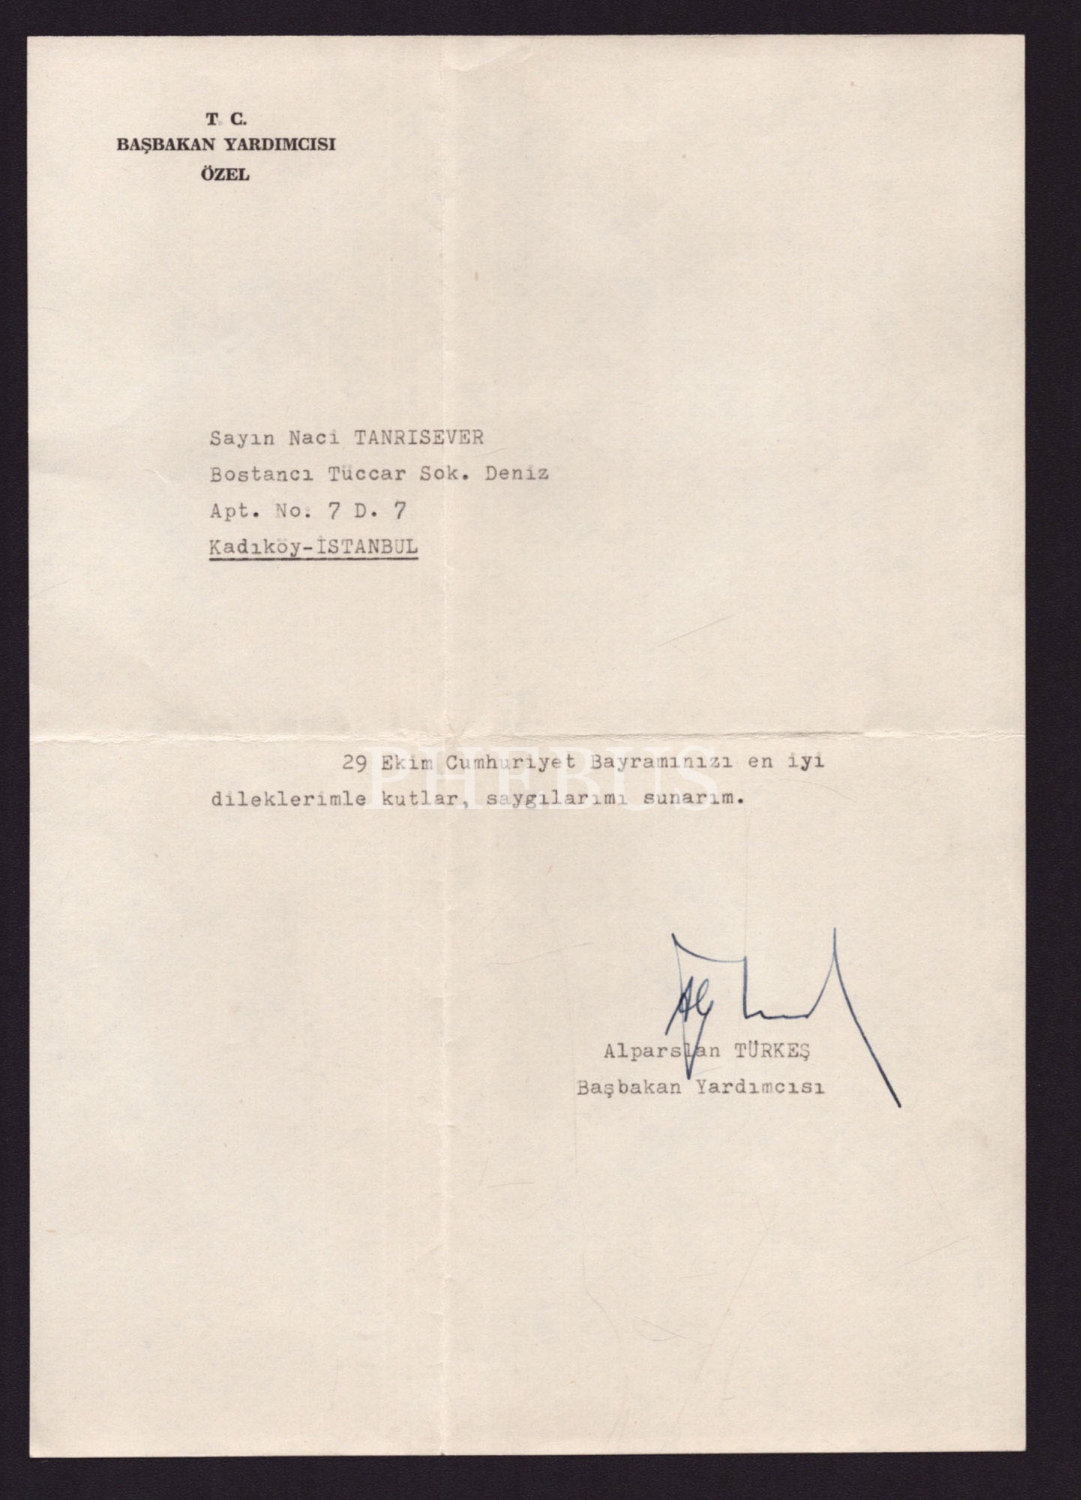 T. C.
BAŞBAKAN YARDIMCISI
ÖZEL
Sayın Naci TANRISEVER
Bostancı Tüccar Sok. Deniz
Apt. No: 7 D. 7
Kadıköy-İSTANBUL
29 Ekim Cumhuriyet Bayramınızı en iyi
dileklerimle kutlar, saygılarımı sunarım.
PHEBUS
Alparslan TÜRKEŞ
Başbakan Yardımcısı